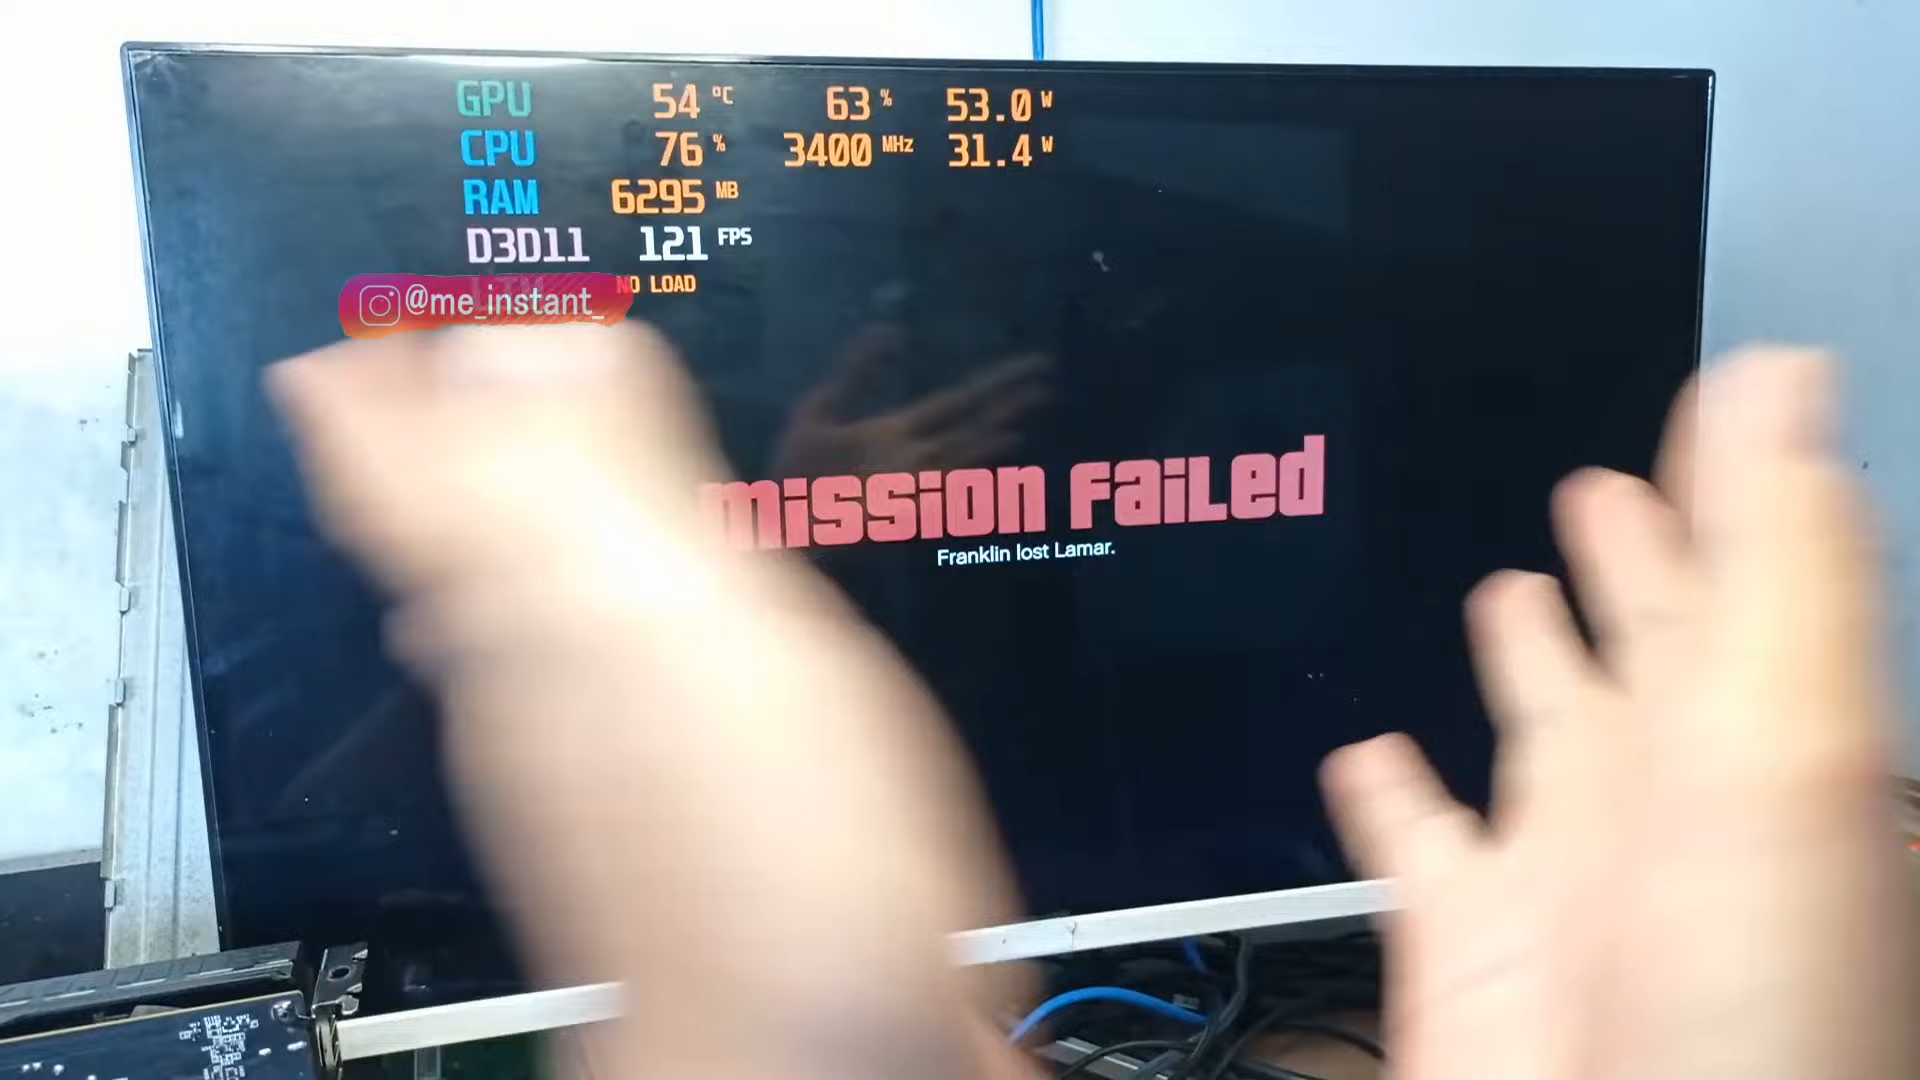 GPU 54 °C 63 % 53.0 W
CPU 76 % 3400 MHz 31.4 W
RAM 6295 MB
D3D11 121 FPS
NO LOAD
@me_instant_
mission failed
Franklin lost Lamar.